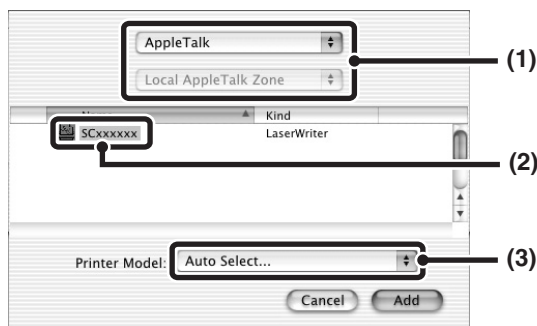 AppleTalk
(1)
Local AppleTalk Zone
Kind
SCxxxxxx LaserWriter
(2)
Printer Model: Auto Select...
(3)
Cancel Add